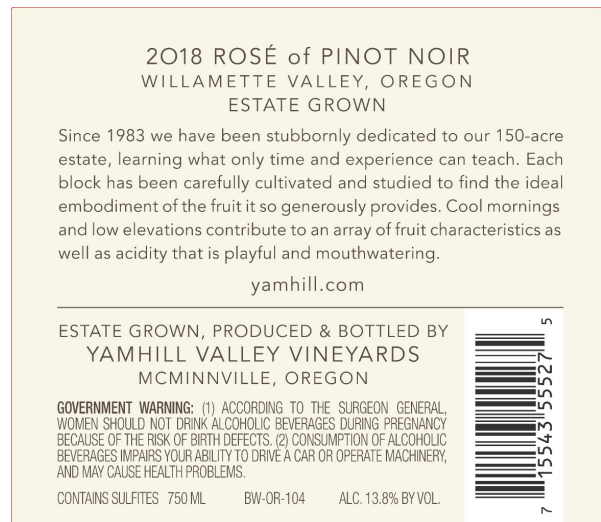 2018 ROSÉ of PINOT NOIR
WILLAMETTE VALLEY, OREGON
ESTATE GROWN
Since 1983 we have been stubbornly dedicated to our 150-acre
estate, learning what only time and experience can teach. Each
block has been carefully cultivated and studied to find the ideal
embodiment of the fruit it so generously provides. Cool mornings
and low elevations contribute to an array of fruit characteristics as
well as acidity that is playful and mouthwatering.
yamhill.com
ESTATE GROWN, PRODUCED & BOTTLED BY
YAMHILL VALLEY VINEYARDS
MCMINNVILLE, OREGON
GOVERNMENT WARNING: (1) ACCORDING TO THE SURGEON GENERAL,
WOMEN SHOULD NOT DRINK ALCOHOLIC BEVERAGES DURING PREGNANCY
BECAUSE OF THE RISK OF BIRTH DEFECTS. (2) CONSUMPTION OF ALCOHOLIC
BEVERAGES IMPAIRS YOUR ABILITY TO DRIVE A CAR OR OPERATE MACHINERY,
AND MAY CAUSE HEALTH PROBLEMS.
CONTAINS SULFITES 750 ML BW-OR-104 ALC. 13.8% BY VOL.
7 15543 55527 5